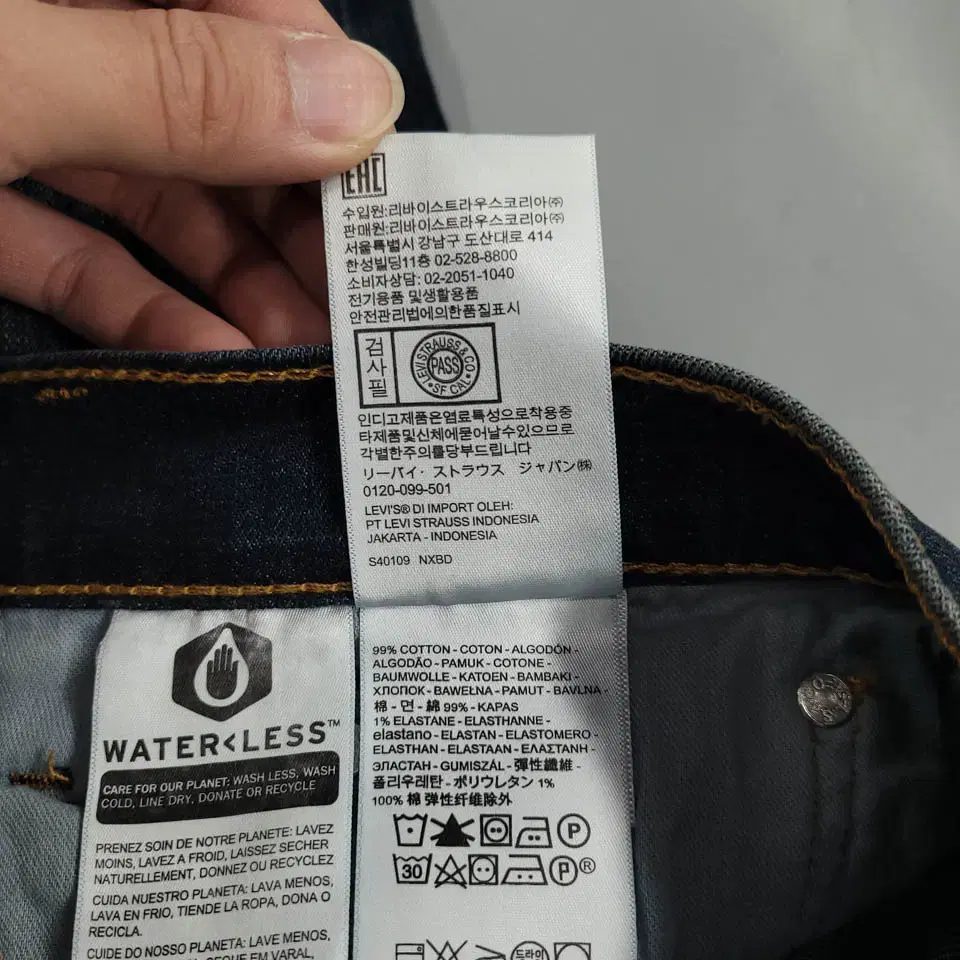 EAC
수입원:리바이스트라우스코리아㈜
판매원:리바이스트라우스코리아㈜
서울특별시 강남구 도산대로 414
한성빌딩11층 02-528-8800
소비자상담: 02-2051-1040
전기용품 및생활용품
안전관리법에의한품질표시
검사필
LEVI STRAUSS & CO
PASS
SF CAL
인디고제품은염료특성으로착용중
타제품및신체에묻어날수있으므로
각별한주의를당부드립니다
リーバイ・ストラウス ジャパン㈱
0120-099-501
LEVI'S® DI IMPORT OLEH:
PT LEVI STRAUSS INDONESIA
JAKARTA - INDONESIA
S40109 NXBD
WATER<LESS™
CARE FOR OUR PLANET: WASH LESS, WASH
COLD, LINE DRY, DONATE OR RECYCLE
PRENEZ SOIN DE NOTRE PLANETE: LAVEZ
MOINS, LAVEZ A FROID, LAISSEZ SECHER
NATURELLEMENT, DONNEZ OU RECYCLEZ
CUIDA NUESTRO PLANETA: LAVA MENOS,
LAVA EN FRIO, TIENDE LA ROPA, DONA O
RECICLA.
CUIDE DO NOSSO PLANETA: LAVE MENOS,
99% COTTON - COTON - ALGODÓN -
ALGODÃO - PAMUK - COTONE -
BAUMWOLLE - KATOEN - BAMBAKI -
ХЛОПОК - BAWEŁNA - PAMUT - BAVLNA -
棉 - 면 - 綿 99% - KAPAS
1% ELASTANE - ELASTHANNE -
elastano - ELASTAN - ELASTOMERO -
ELASTHAN - ELASTAAN - ΕΛΑΣΤΑΝΗ -
ЭЛАСТАН - GUMISZÁL - 彈性纖維 -
폴리우레탄 - ポリウレタン 1%
100% 棉 弹性纤维除外
P
30 P ®
드라이